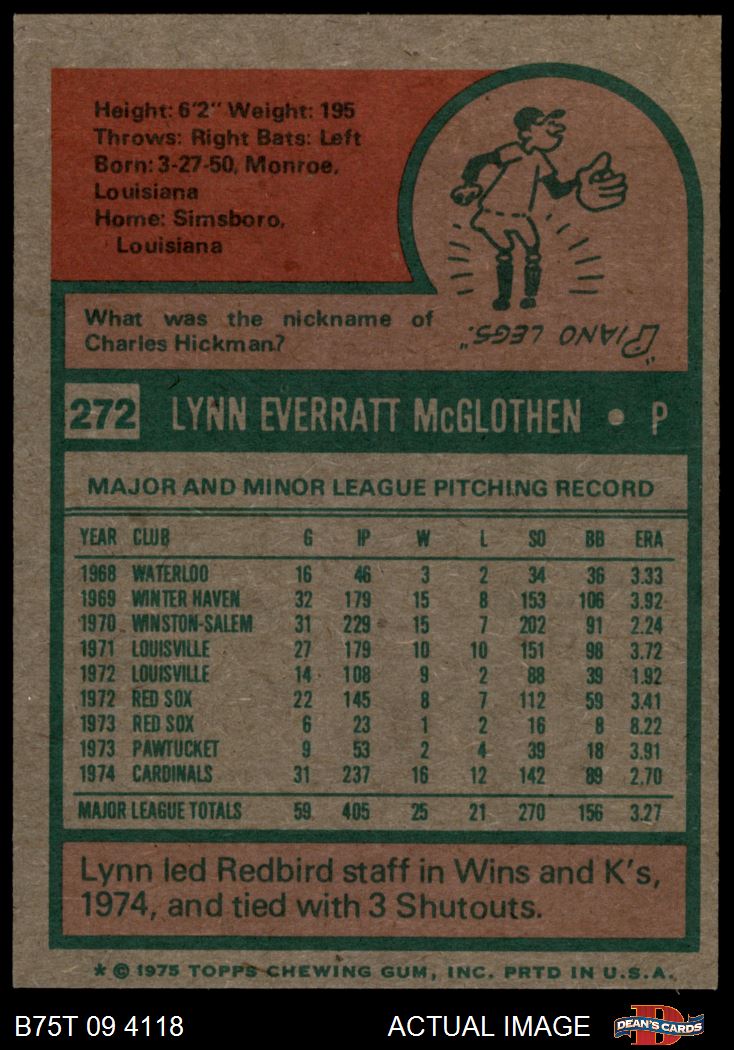 Height: 6'2" Weight: 195
Throws: Right Bats: Left
Born: 3-27-50, Monroe,
Louisiana
Home: Simsboro,
Louisiana
What was the nickname of
Charles Hickman?
"PIANO LEGS."
272 LYNN EVERRATT McGLOTHEN • P
MAJOR AND MINOR LEAGUE PITCHING RECORD
YEAR CLUB G IP W L SO BB ERA
1968 WATERLOO 16 46 3 2 34 36 3.33
1969 WINTER HAVEN 32 179 15 8 153 106 3.92
1970 WINSTON-SALEM 31 229 15 7 202 91 2.24
1971 LOUISVILLE 27 179 10 10 151 98 3.72
1972 LOUISVILLE 14 108 9 2 88 39 1.92
1972 RED SOX 22 145 8 7 112 59 3.41
1973 RED SOX 6 23 1 2 16 8 8.22
1973 PAWTUCKET 9 53 2 4 39 18 3.91
1974 CARDINALS 31 237 16 12 142 89 2.70
MAJOR LEAGUE TOTALS 59 405 25 21 270 156 3.27
Lynn led Redbird staff in Wins and K's,
1974, and tied with 3 Shutouts.
* © 1975 TOPPS CHEWING GUM, INC. PRTD IN U.S.A.
B75T 09 4118 ACTUAL IMAGE D DEAN'S CARDS